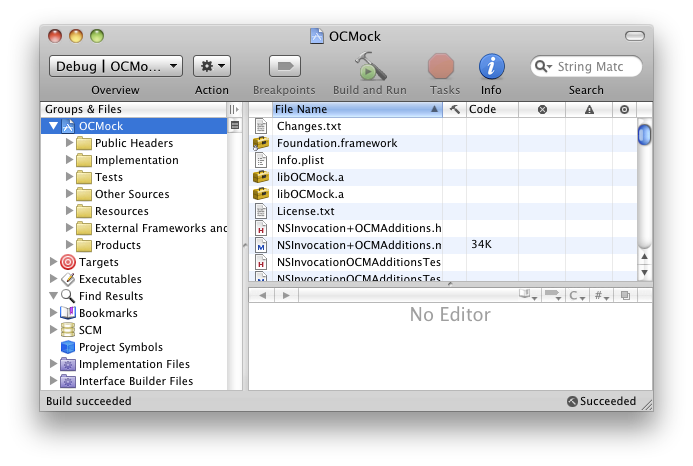 OCMock
Debug | OCMo...
Overview
Action
Breakpoints
Build and Run
Tasks
Info
String Matc
Search
Groups & Files
OCMock
Public Headers
Implementation
Tests
Other Sources
Resources
External Frameworks and
Products
Targets
Executables
Find Results
Bookmarks
SCM
Project Symbols
Implementation Files
Interface Builder Files
File Name
Code
Changes.txt
Foundation.framework
Info.plist
libOCMock.a
libOCMock.a
License.txt
NSInvocation+OCMAdditions.h
NSInvocation+OCMAdditions.m
34K
NSInvocationOCMAdditionsTes
NSInvocationOCMAdditionsTes
C
#
No Editor
Build succeeded
Succeeded